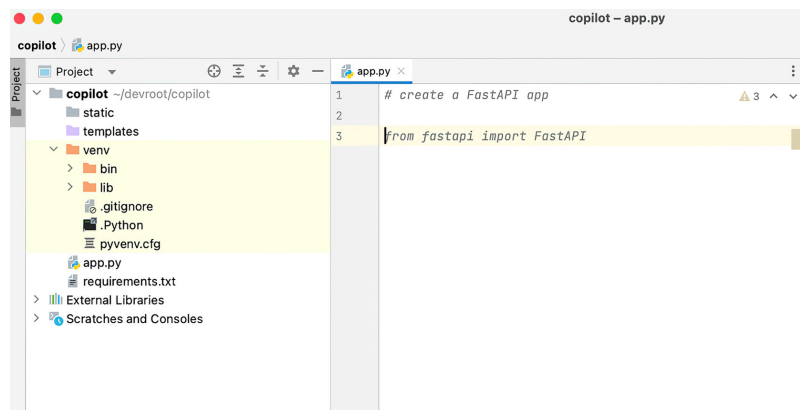 copilot – app.py
copilot 〉 app.py
Project
Project
app.py
copilot ~/devroot/copilot
static
templates
venv
bin
lib
.gitignore
.Python
pyvenv.cfg
app.py
requirements.txt
External Libraries
Scratches and Consoles
1 # create a FastAPI app
3
2
3 from fastapi import FastAPI